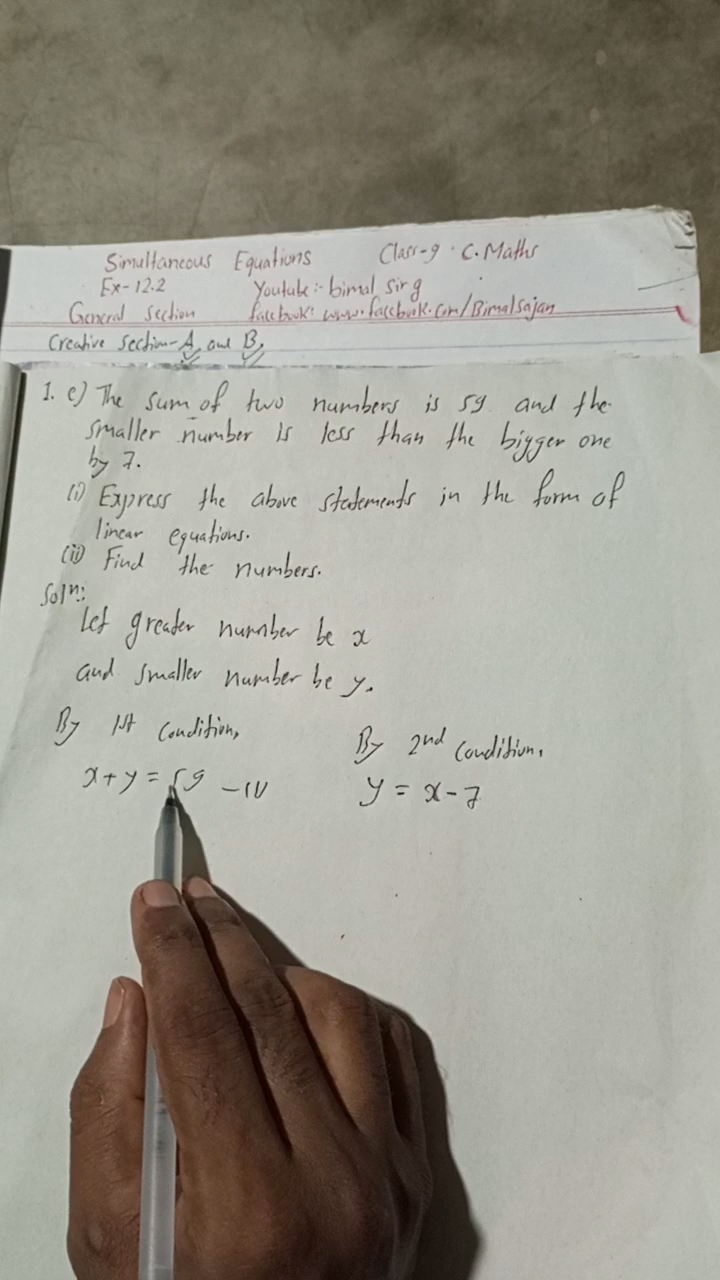 Simultaneous Equations Class-9. C. Maths
Ex-12.2 Youtube:- bimal sir g
General Section facebook: www.facebook.com/Bimalsajan
Creative Section-A, and B,
1. c) The sum of two numbers is 59 and the
smaller number is less than the bigger one
by 7.
(i) Express the above statements in the form of
linear equations.
(ii) Find the numbers.
Soln:
Let greater number be x
and smaller number be y.
By 1st condition, By 2nd condition,
x+y = 59 -(i) y = x-7